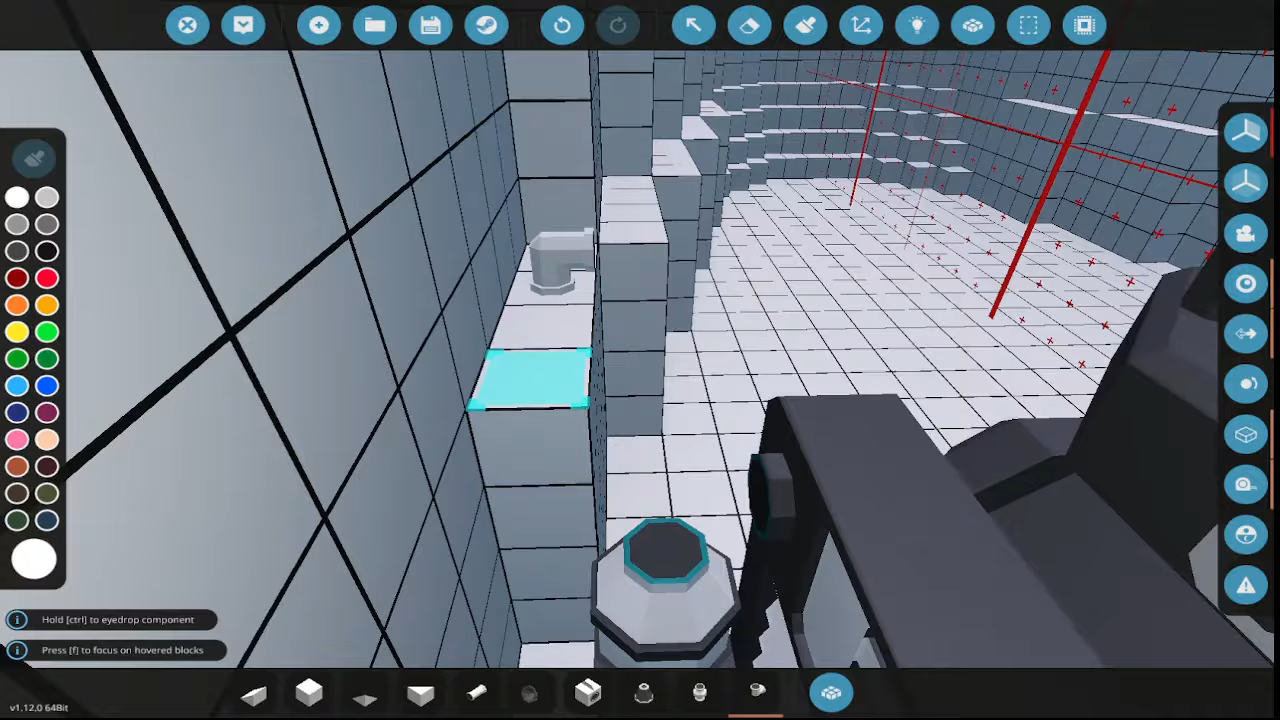 Hold [ctrl] to eyedrop component
Press [f] to focus on hovered blocks
v1.12.0 64Bit